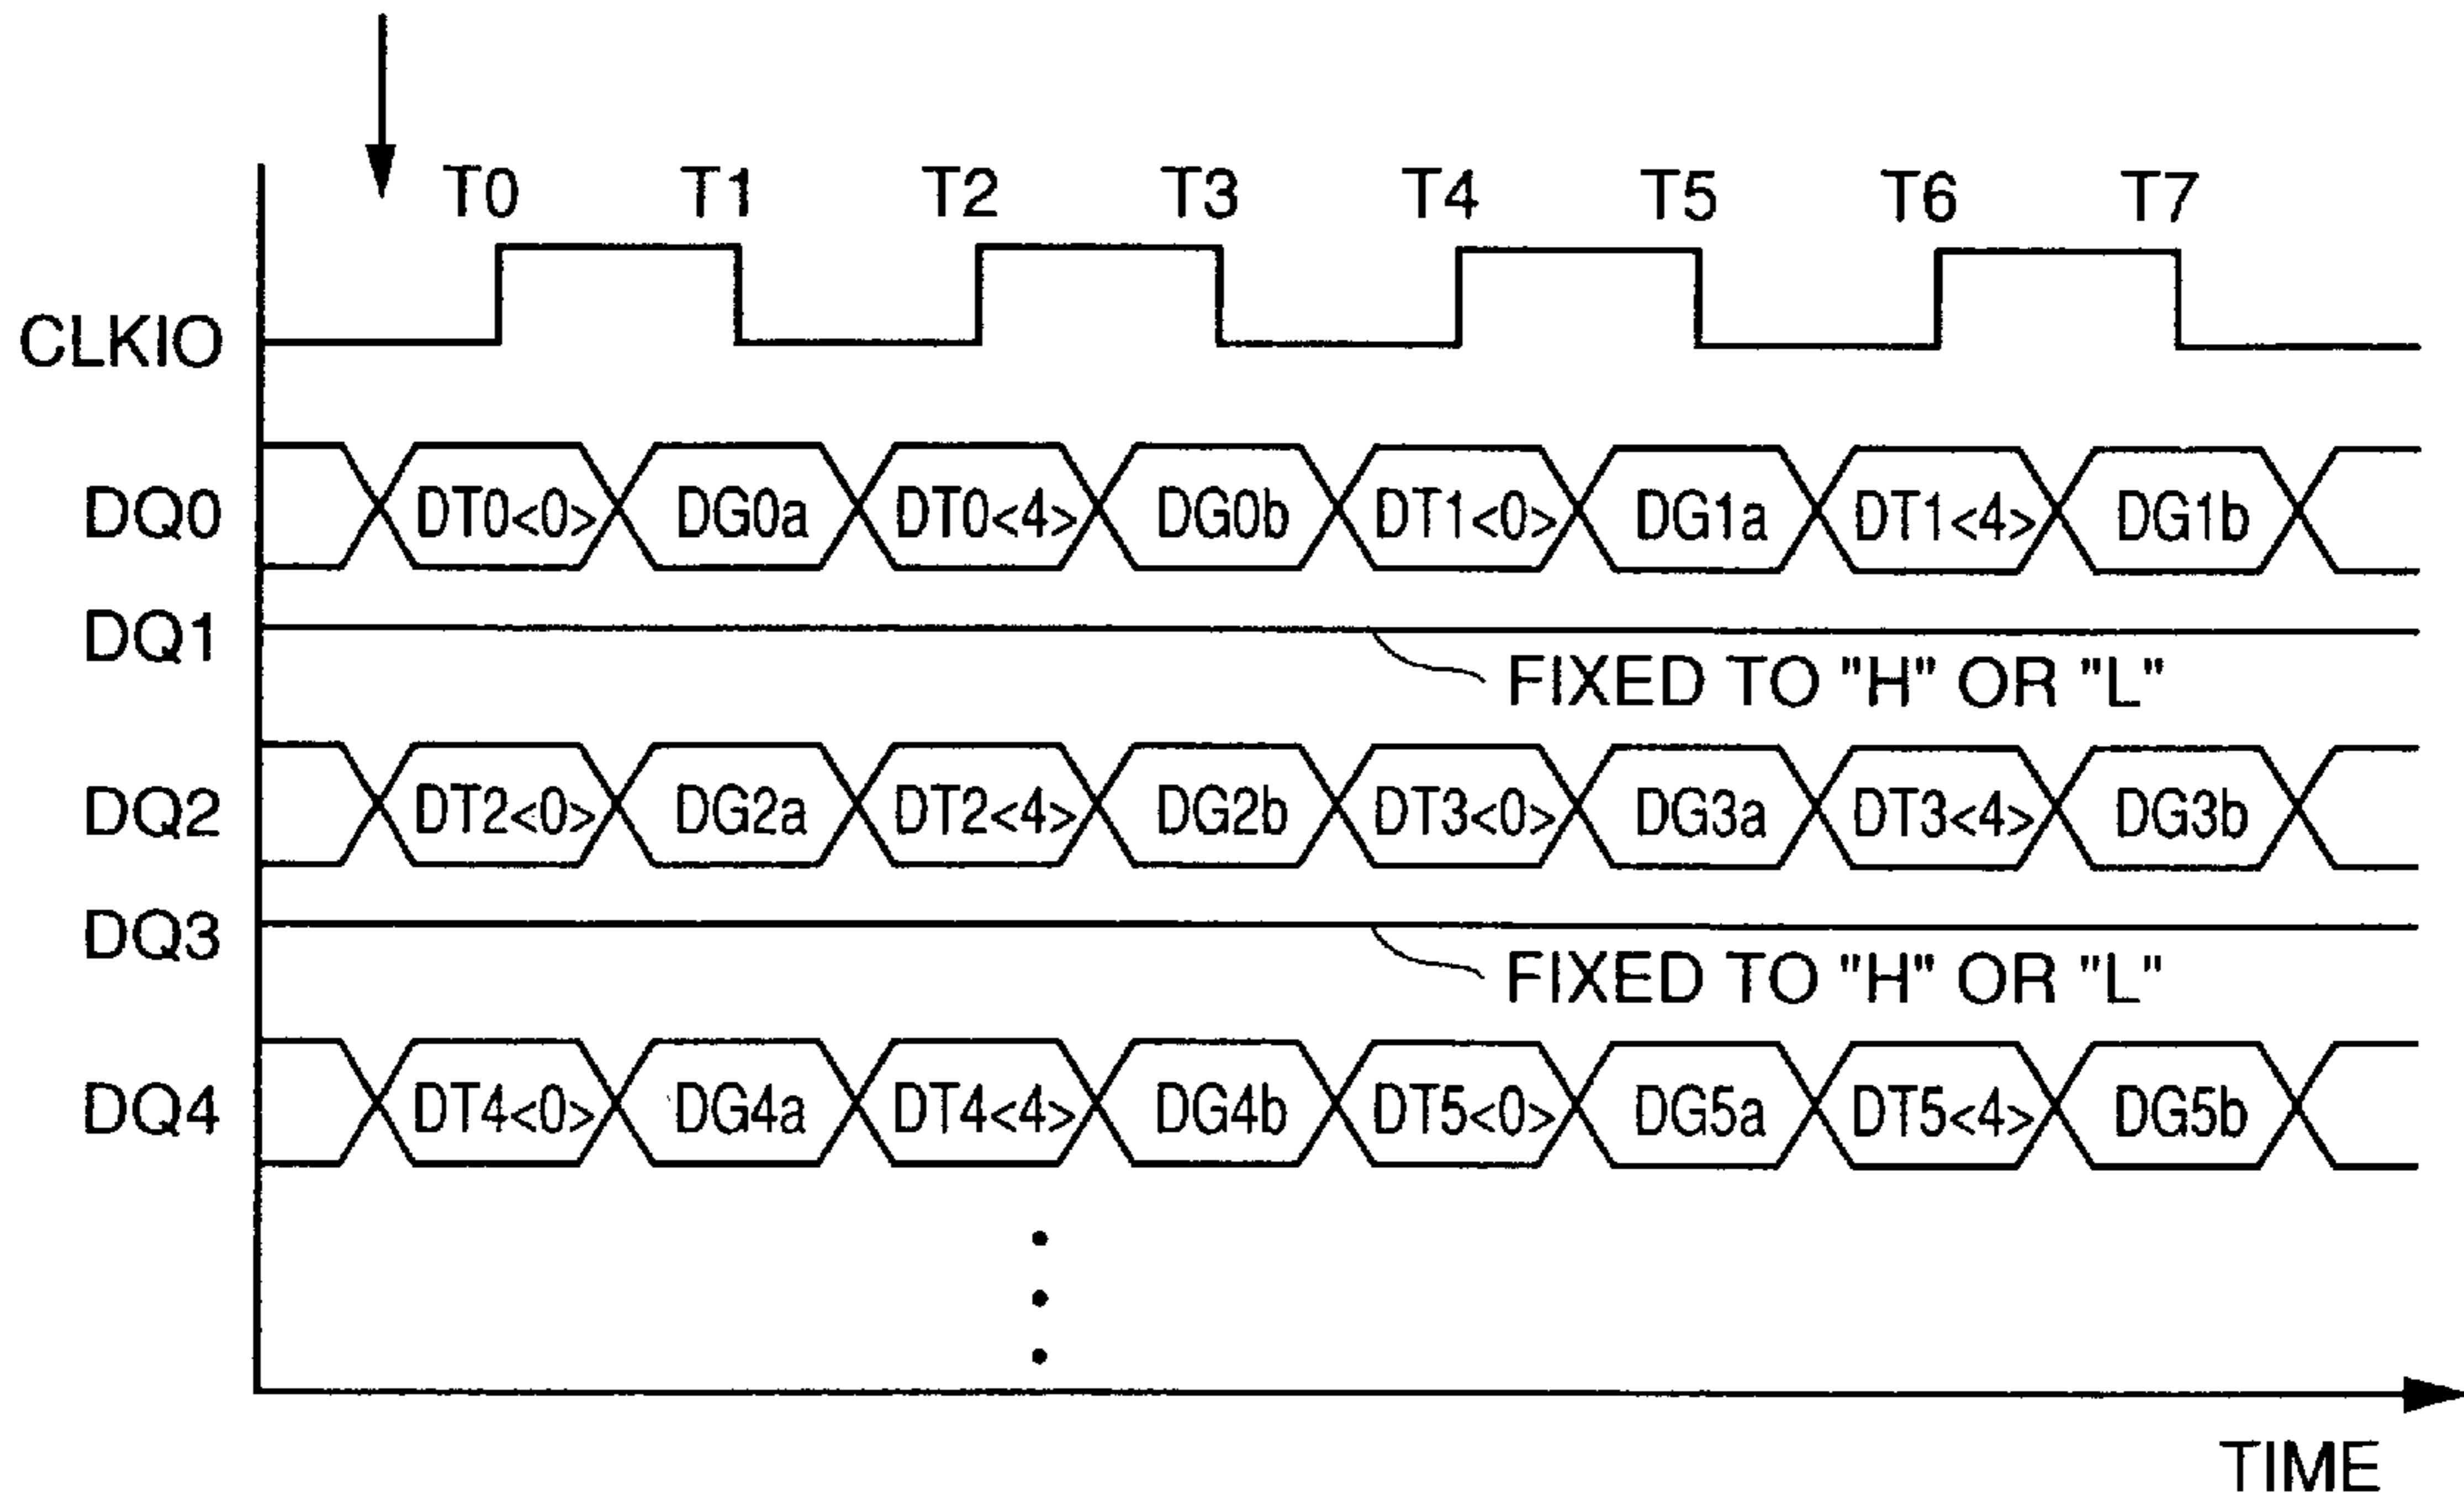 T0 T1 T2 T3 T4 T5 T6 T7
CLKIO
DQ0 DT0<0> DG0a DT0<4> DG0b DT1<0> DG1a DT1<4> DG1b
DQ1
FIXED TO "H" OR "L"
DQ2 DT2<0> DG2a DT2<4> DG2b DT3<0> DG3a DT3<4> DG3b
DQ3
FIXED TO "H" OR "L"
DQ4 DT4<0> DG4a DT4<4> DG4b DT5<0> DG5a DT5<4> DG5b
TIME